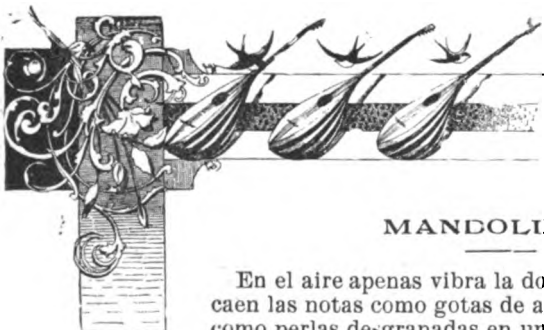 MANDOLI
En el aire apenas vibra la do
caen las notas como gotas de a
como perlas desgranadas en un